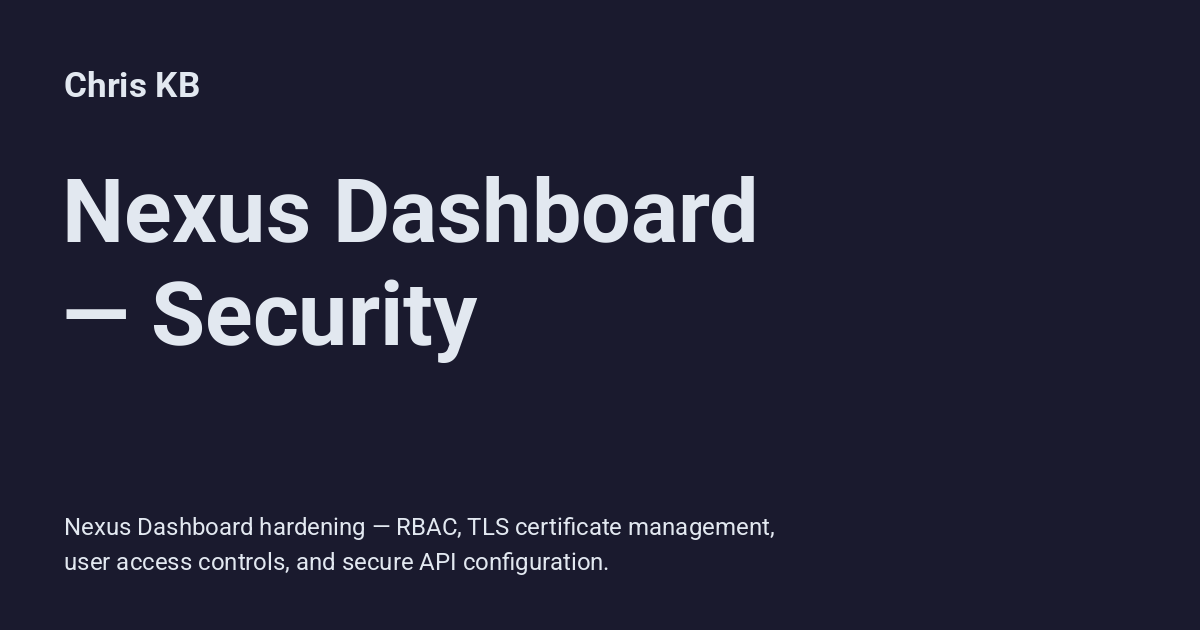 Chris KB
Nexus Dashboard
— Security
Nexus Dashboard hardening — RBAC, TLS certificate management,
user access controls, and secure API configuration.